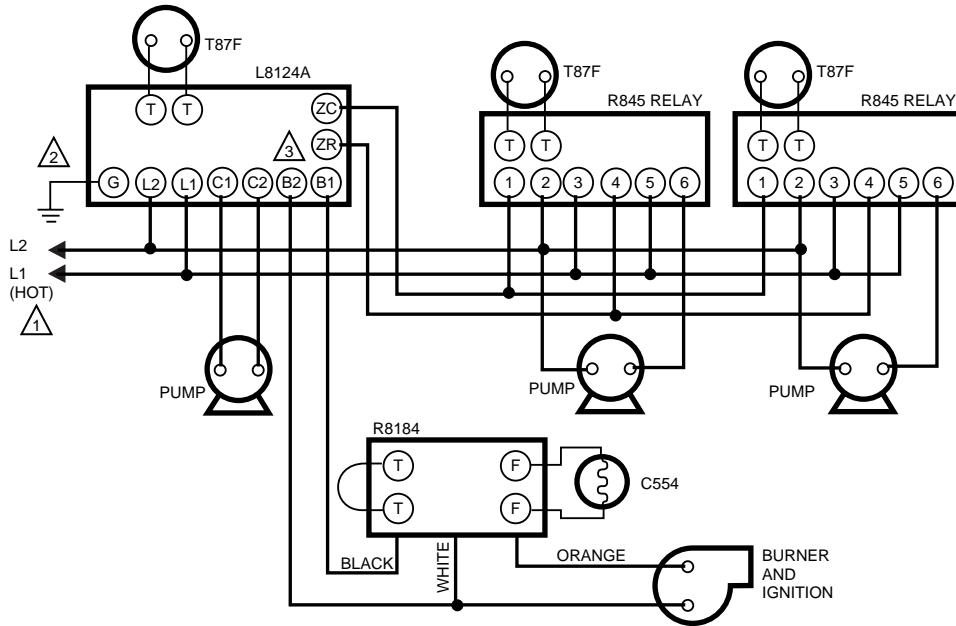 T87F
L8124A
T T ZC
ZR
2
3
G L2 L1 C1 C2 B2 B1
T87F
R845 RELAY
T T
1 2 3 4 5 6
T87F
R845 RELAY
T T
1 2 3 4 5 6
L2
L1
(HOT)
1
PUMP
PUMP
PUMP
R8184
T F
T F
C554
BLACK
WHITE
ORANGE
BURNER
AND
IGNITION